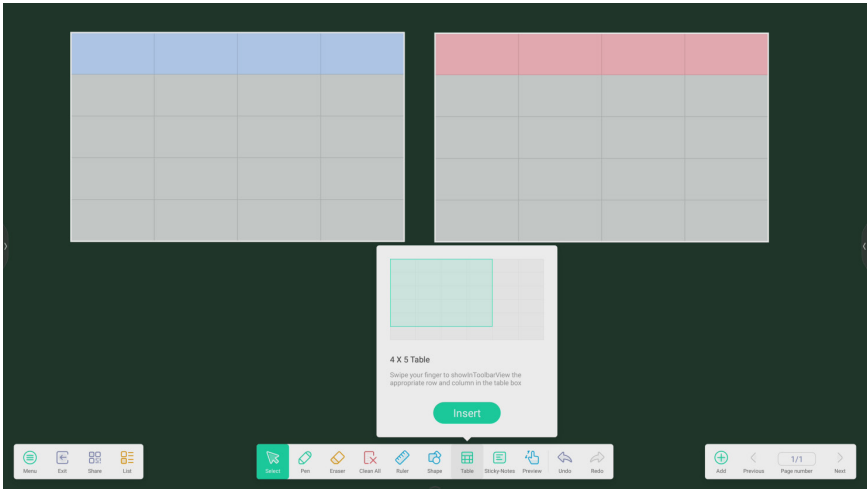 4 X 5 Table
Swipe your finger to showInToolbarView the
appropriate row and column in the table box
Insert
Menu
Exit
Share
List
Select
Pen
Eraser
Clean All
Ruler
Shape
Table
Sticky-Notes
Preview
Undo
Redo
Add
Previous
1/1
Page number
Next